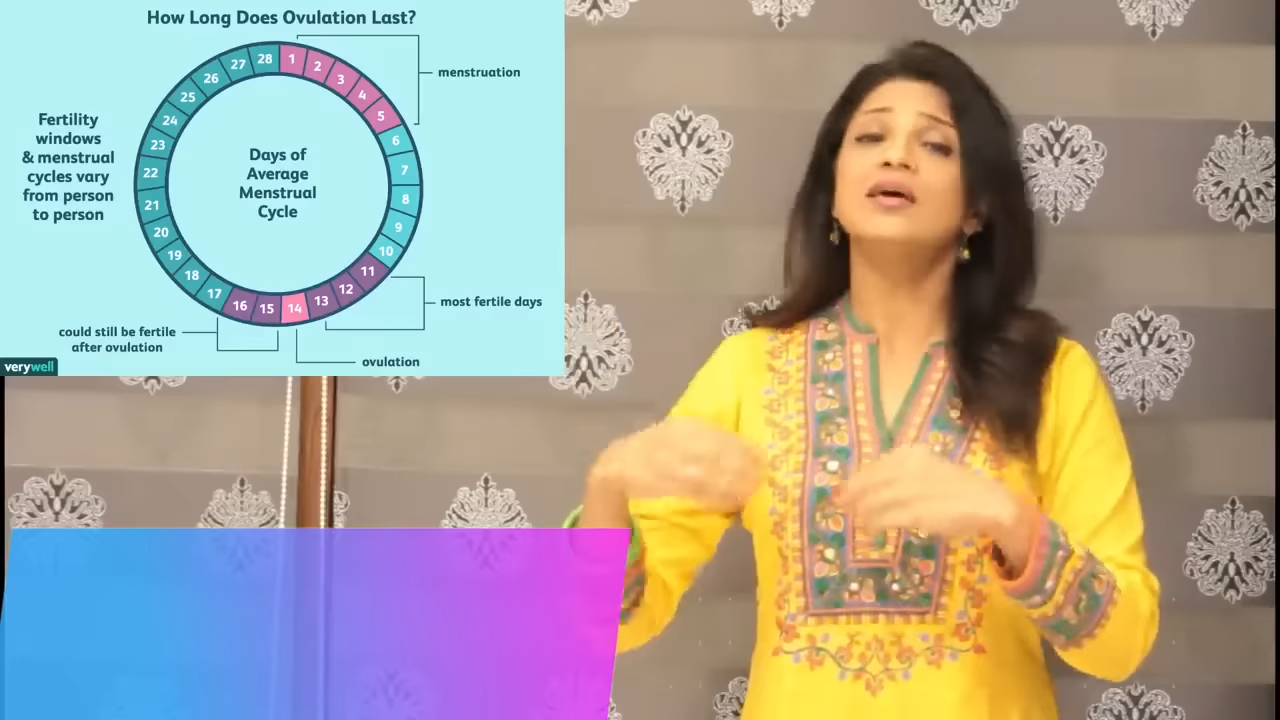 How Long Does Ovulation Last?
28 1 2 3 4 5 6 7 8 9 10 11 12 13 14 15 16 17 18 19 20 21 22 23 24 25 26 27
menstruation
Fertility
windows
& menstrual
cycles vary
from person
to person
Days of
Average
Menstrual
Cycle
most fertile days
could still be fertile
after ovulation
ovulation
verywell